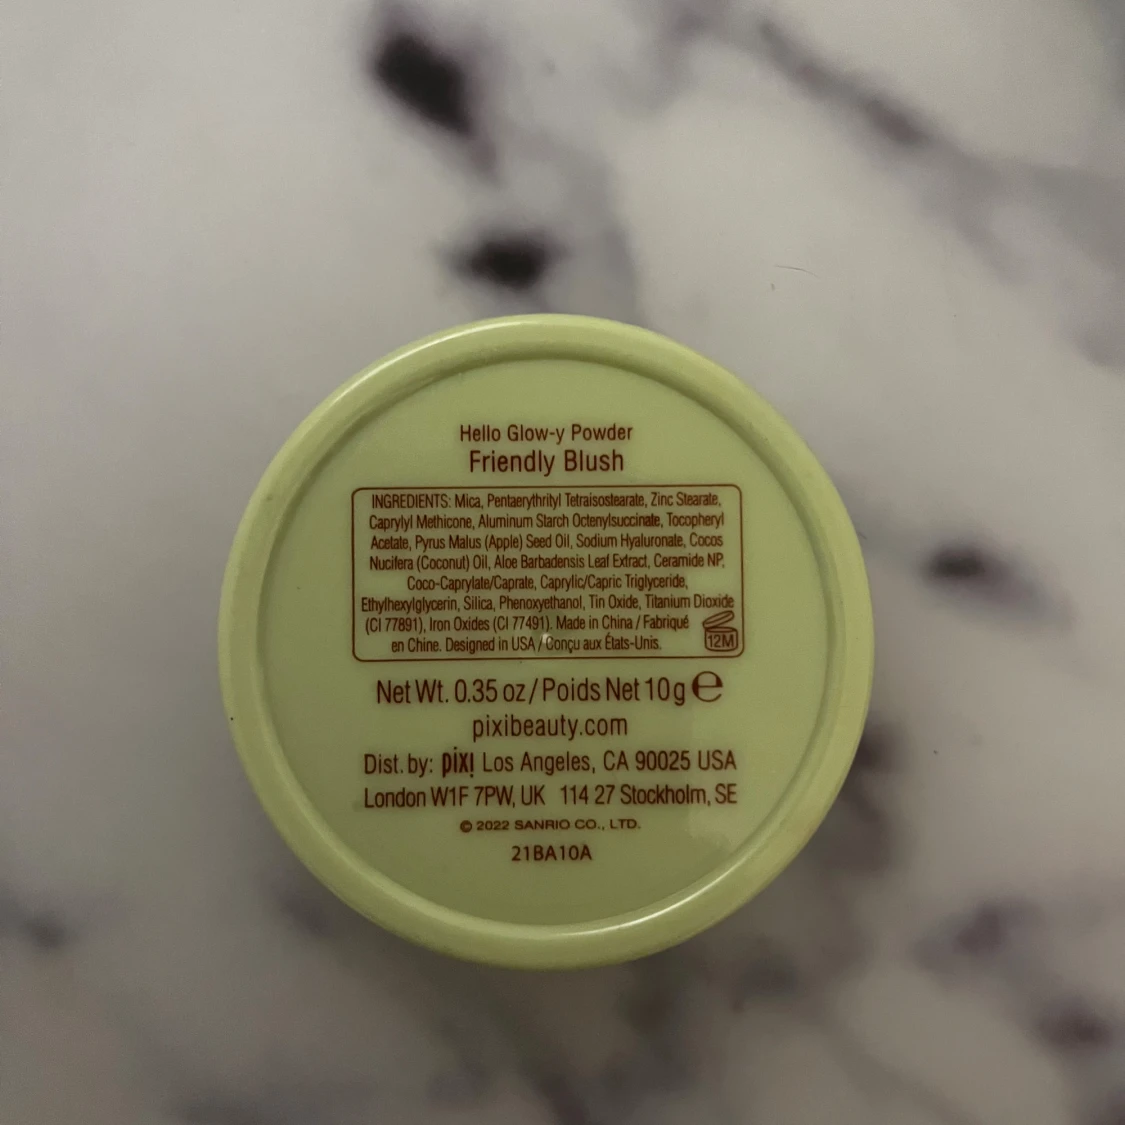 Hello Glow-y Powder
Friendly Blush
INGREDIENTS: Mica, Pentaerythrityl Tetraisostearate, Zinc Stearate,
Caprylyl Methicone, Aluminum Starch Octenylsuccinate, Tocopheryl
Acetate, Pyrus Malus (Apple) Seed Oil, Sodium Hyaluronate, Cocos
Nucifera (Coconut) Oil, Aloe Barbadensis Leaf Extract, Ceramide NP,
Coco-Caprylate/Caprate, Caprylic/Capric Triglyceride,
Ethylhexylglycerin, Silica, Phenoxyethanol, Tin Oxide, Titanium Dioxide
(CI 77891), Iron Oxides (CI 77491). Made in China / Fabriqué
en Chine. Designed in USA / Conçu aux États-Unis.
12M
Net Wt. 0.35 oz / Poids Net 10 g ℮
pixibeauty.com
Dist. by: pixi Los Angeles, CA 90025 USA
London W1F 7PW, UK 114 27 Stockholm, SE
© 2022 SANRIO CO., LTD.
21BA10A